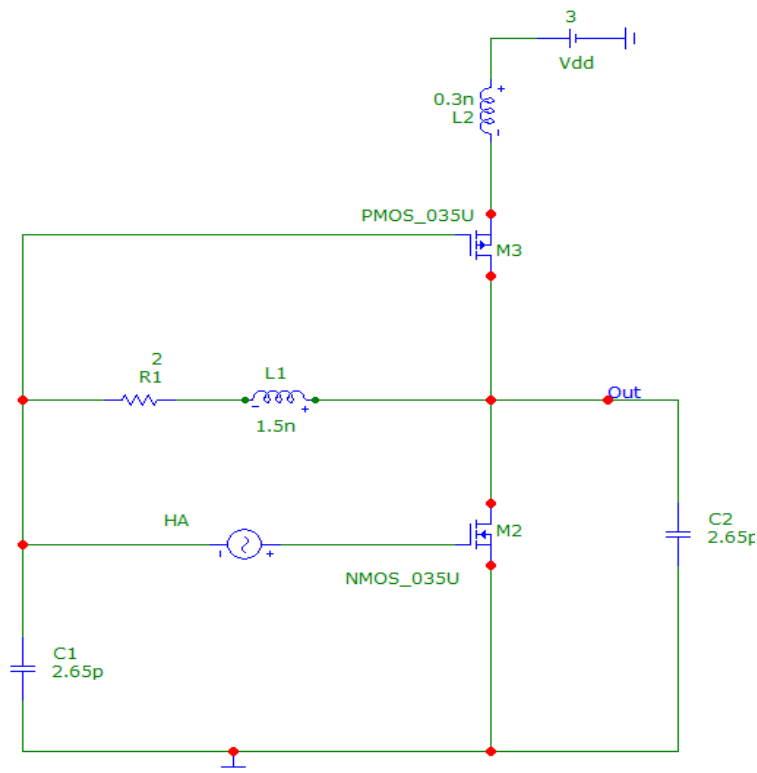 3
Vdd
0.3n
L2
PMOS_035U
M3
2
R1
L1
1.5n
Out
HA
M2
NMOS_035U
C2
2.65p
C1
2.65p